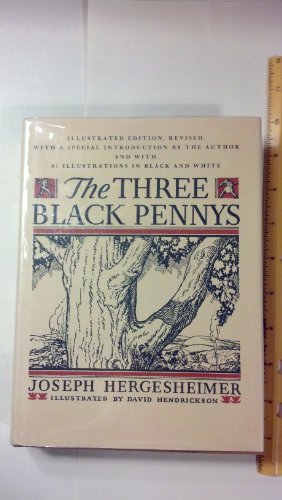 ILLUSTRATED EDITION, REVISED,
WITH A SPECIAL INTRODUCTION BY THE AUTHOR
AND WITH
61 ILLUSTRATIONS IN BLACK AND WHITE
The THREE
BLACK PENNYS
JOSEPH HERGESHEIMER
ILLUSTRATED BY DAVID HENDRICKSON